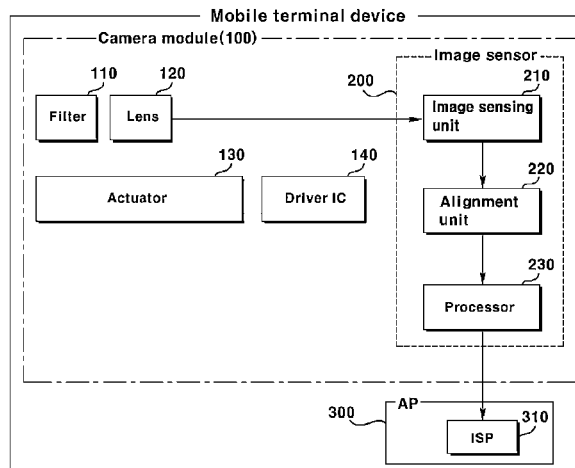 Mobile terminal device
Camera module(100)
Image sensor
110
120
200
210
Filter
Lens
Image sensing
unit
130
140
220
Actuator
Driver IC
Alignment
unit
230
Processor
AP
300
310
ISP